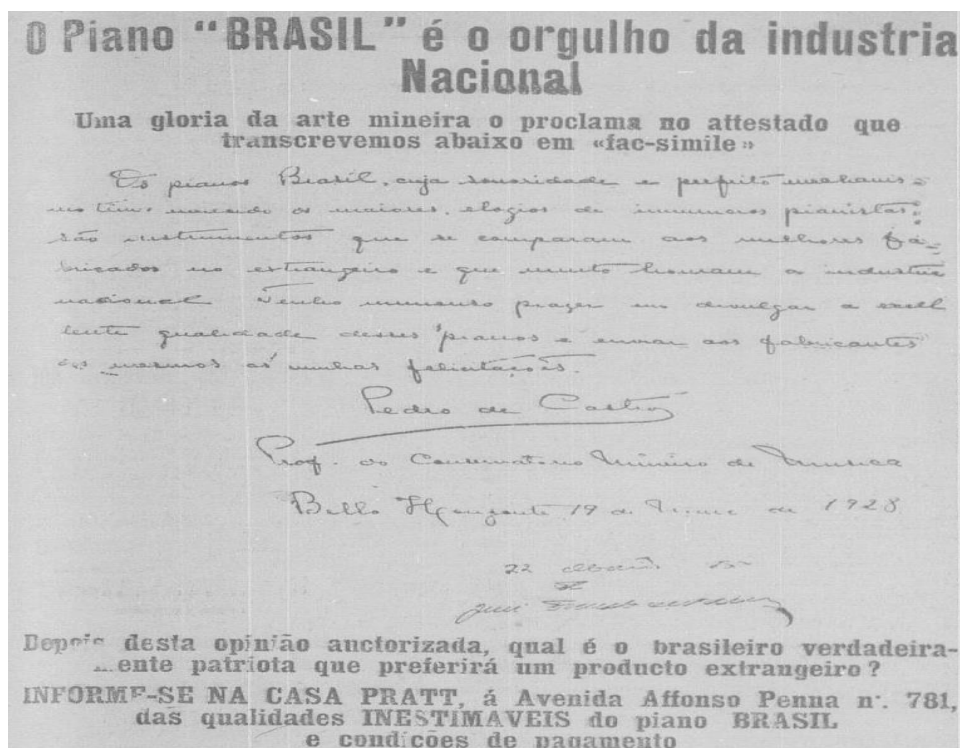 O Piano "BRASIL" é o orgulho da industria
Nacional
Uma gloria da arte mineira o proclama no attestado que
transcrevemos abaixo em «fac-simile»
Os pianos Brasil, cuja sonoridade e perfeito mechanis-
mo têm merecido os maiores elogios de innumeros pianistas,
são instrumentos que se comparam aos melhores fa-
bricados no estrangeiro e que muito honram a industria
nacional. Tenho immenso prazer em divulgar a excel
lente qualidade desses pianos e enviar aos fabricantes
dos mesmos as minhas felicitações.
Pedro de Castro
Prof. do Conservatorio Mineiro de Musica
Bello Horizonte, 19 de de 1928
22
Depois desta opinião auctorizada, qual é o brasileiro verdadeira-
mente patriota que preferirá um producto extrangeiro?
INFORME-SE NA CASA PRATT, á Avenida Affonso Penna nº. 781,
das qualidades INESTIMAVEIS do piano BRASIL
e condições de pagamento